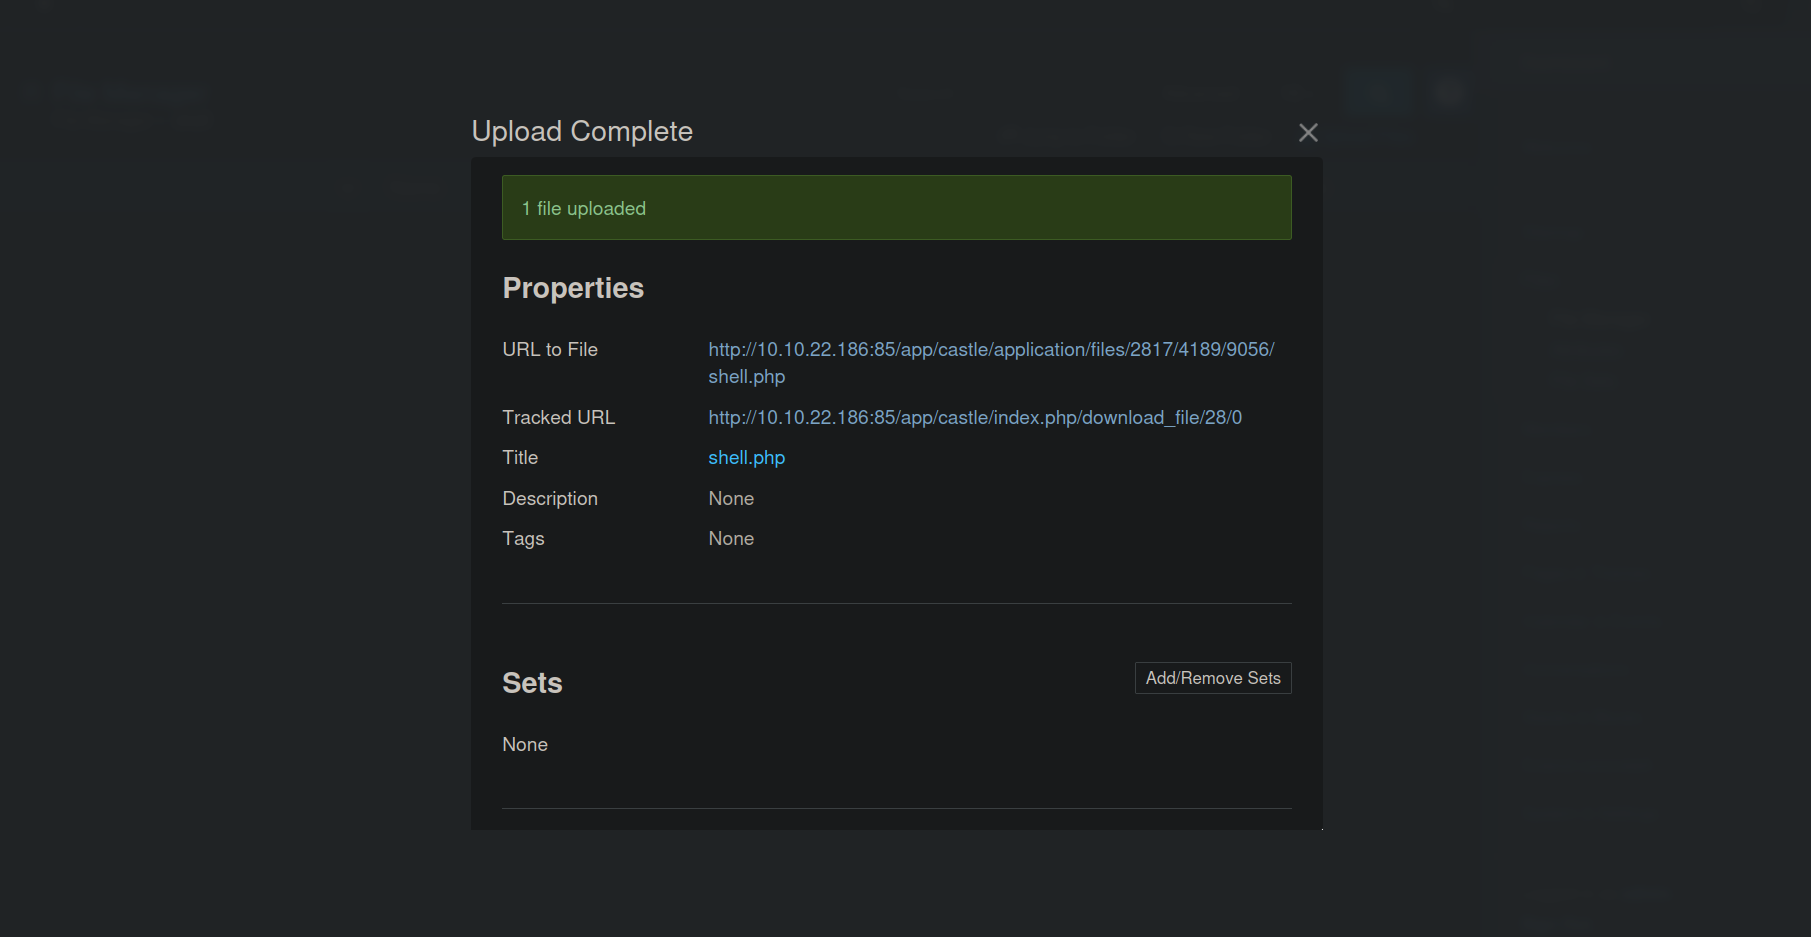 Upload Complete
1 file uploaded
Properties
URL to File http://10.10.22.186:85/app/castle/application/files/2817/4189/9056/
shell.php
Tracked URL http://10.10.22.186:85/app/castle/index.php/download_file/28/0
Title shell.php
Description None
Tags None
Sets Add/Remove Sets
None